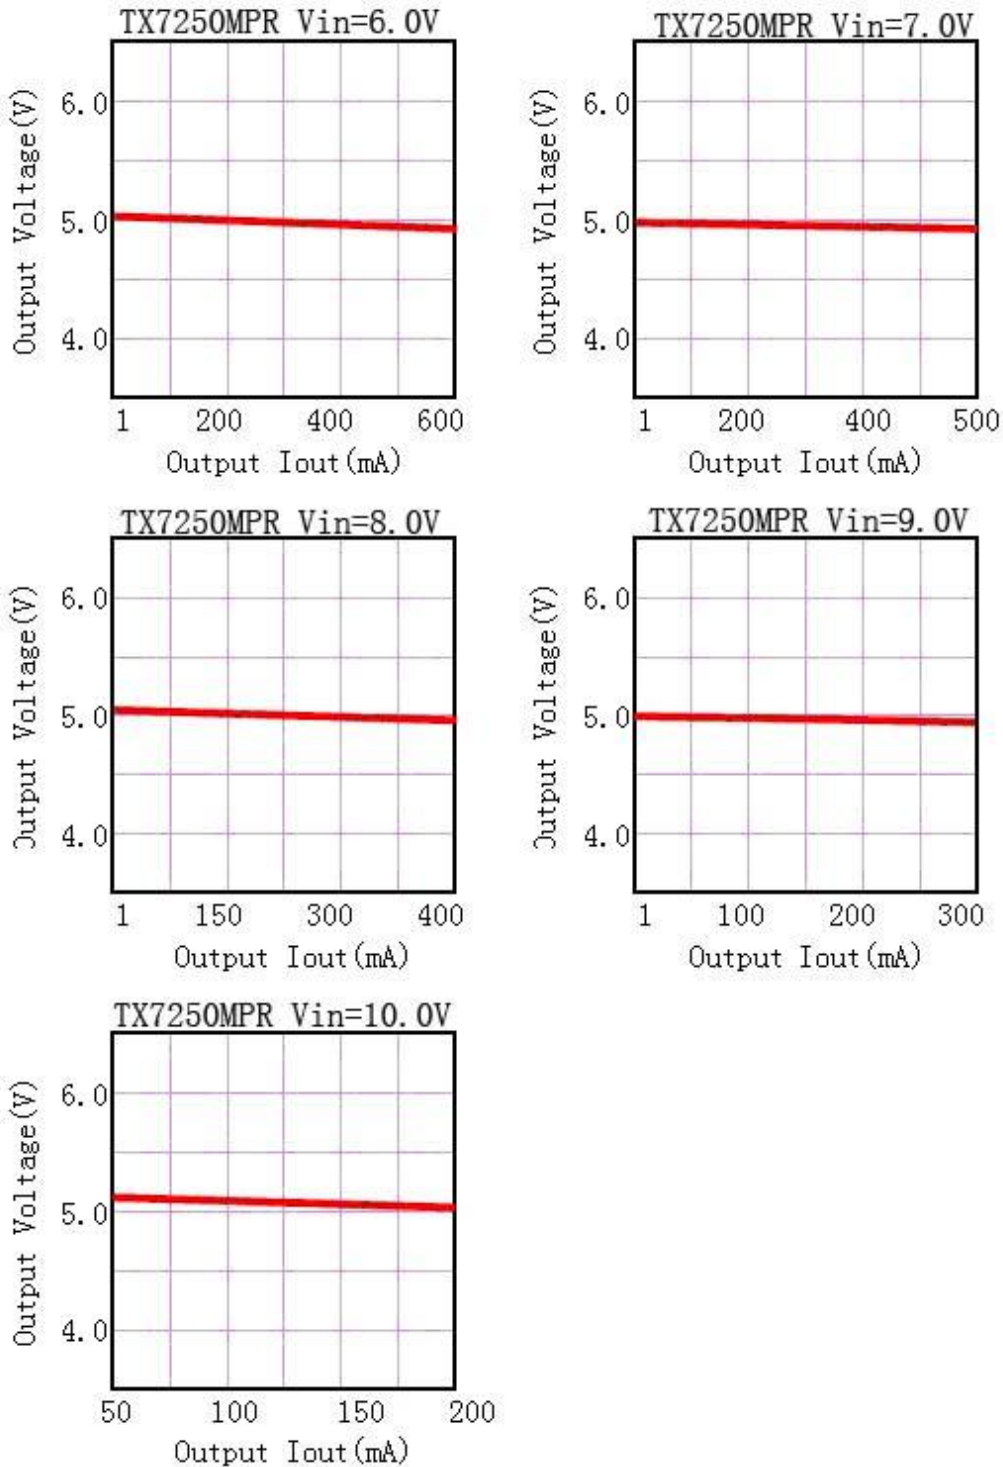 TX7250MPR Vin=6.0V
Output Voltage(V)
6.0
5.0
4.0
1 200 400 600
Output Iout(mA)
TX7250MPR Vin=7.0V
Output Voltage(V)
6.0
5.0
4.0
1 200 400 500
Output Iout(mA)
TX7250MPR Vin=8.0V
Output Voltage(V)
6.0
5.0
4.0
1 150 300 400
Output Iout(mA)
TX7250MPR Vin=9.0V
Output Voltage(V)
6.0
5.0
4.0
1 100 200 300
Output Iout(mA)
TX7250MPR Vin=10.0V
Output Voltage(V)
6.0
5.0
4.0
50 100 150 200
Output Iout(mA)